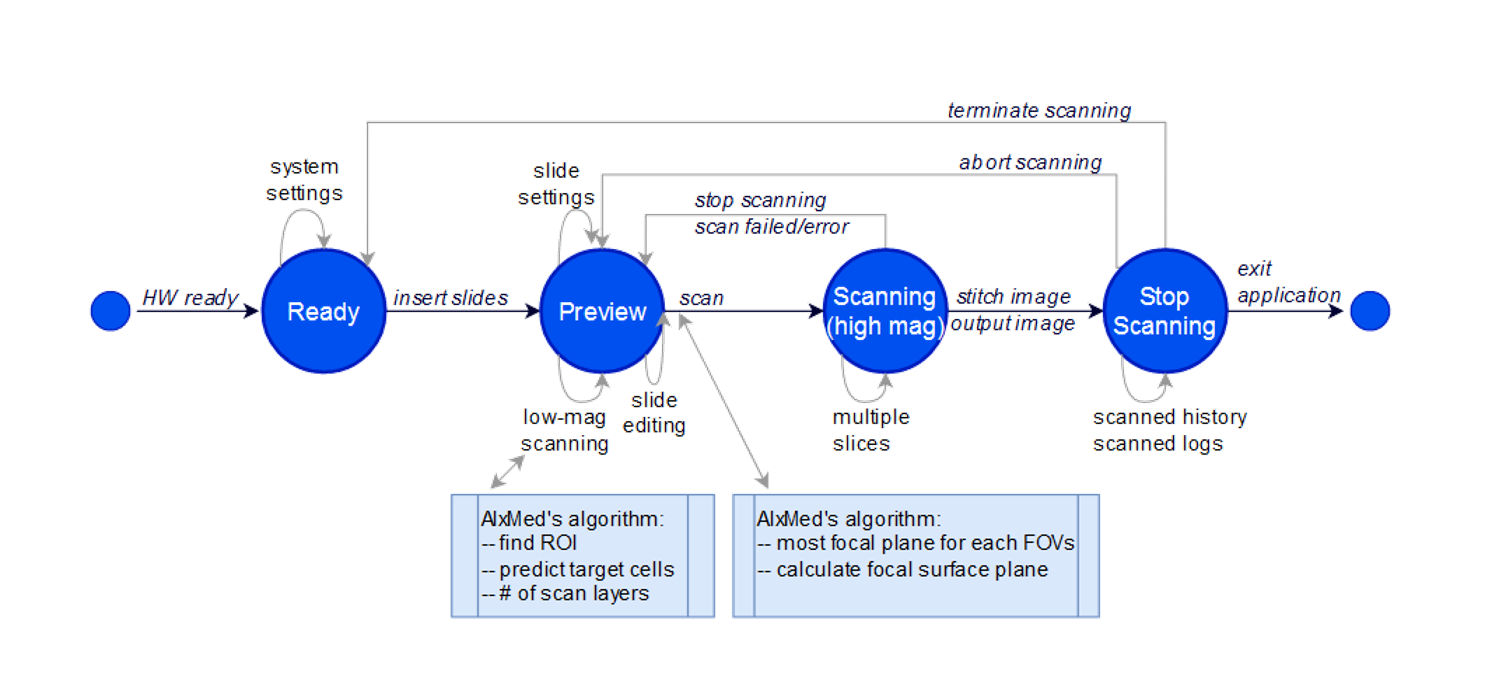 terminate scanning
abort scanning
system
settings
slide
settings
stop scanning
scan failed/error
HW ready
Ready
insert slides
Preview
scan
Scanning
(high mag)
stitch image
output image
Stop
Scanning
exit
application
low-mag
scanning
slide
editing
multiple
slices
scanned history
scanned logs
AIxMed's algorithm:
-- find ROI
-- predict target cells
-- # of scan layers
AIxMed's algorithm:
-- most focal plane for each FOVs
-- calculate focal surface plane